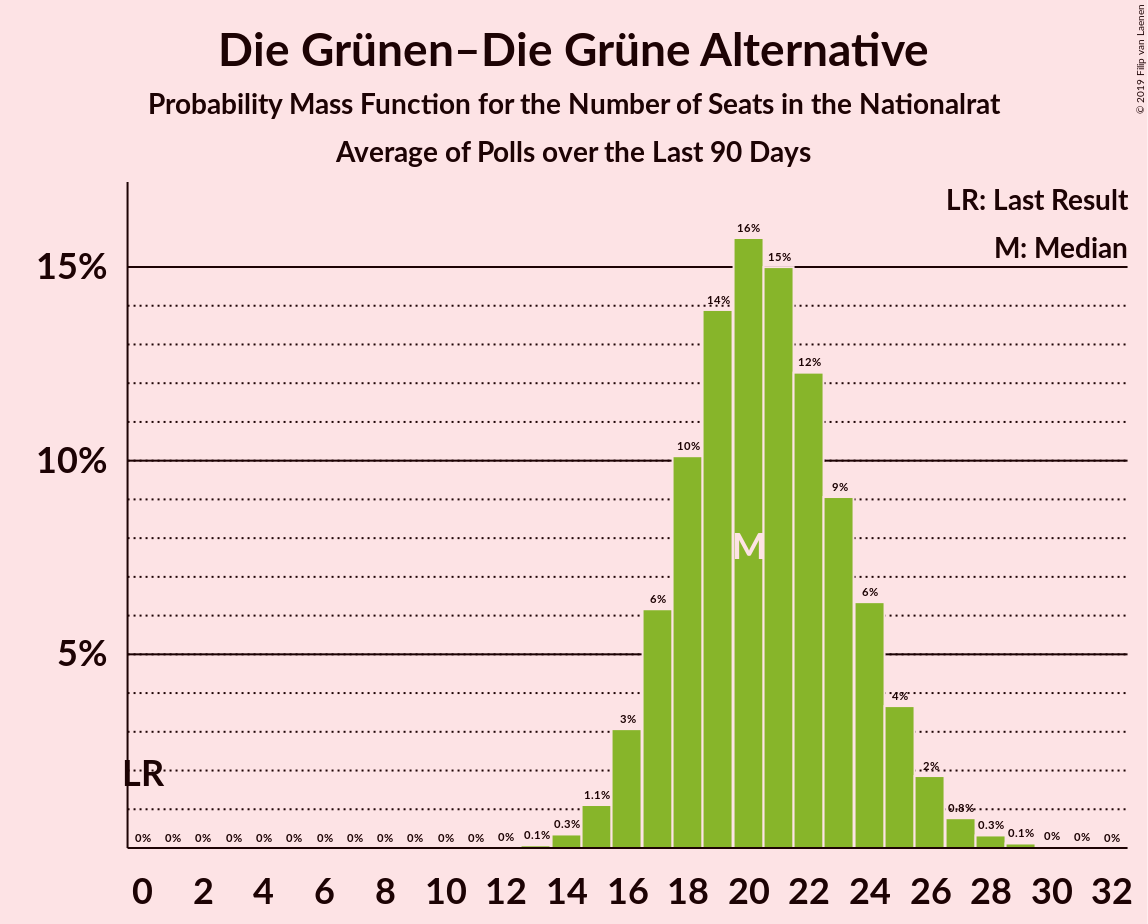 Die Grünen–Die Grüne Alternative
Probability Mass Function for the Number of Seats in the Nationalrat
Average of Polls over the Last 90 Days
© 2019 Filip van Laenen
LR: Last Result
M: Median
15%
10%
5%
16%
15%
14%
12%
10%
9%
M
6%
6%
4%
3%
2%
LR
1.1%
0.8%
0% 0% 0% 0% 0% 0% 0% 0% 0% 0% 0% 0% 0% 0.1% 0.3% 0.3% 0.1% 0% 0% 0%
0 2 4 6 8 10 12 14 16 18 20 22 24 26 28 30 32